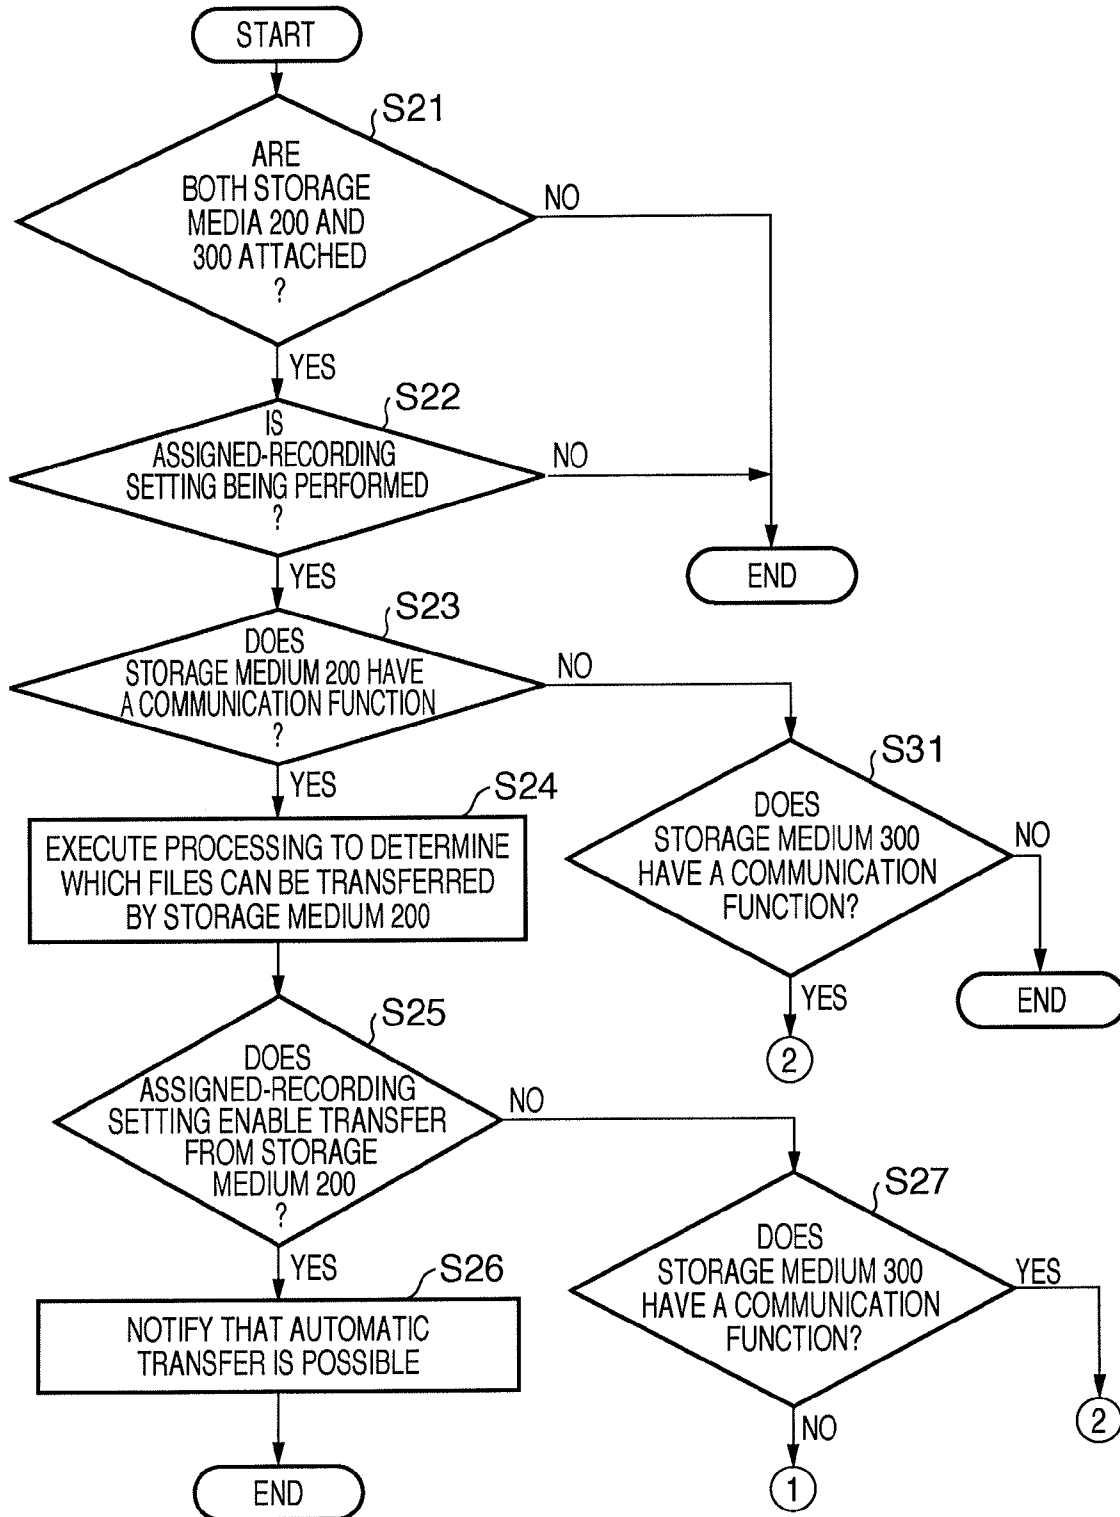 START
S21
ARE
BOTH STORAGE
MEDIA 200 AND
300 ATTACHED
?
NO
YES
S22
IS
ASSIGNED-RECORDING
SETTING BEING PERFORMED
?
NO
YES
END
S23
DOES
STORAGE MEDIUM 200 HAVE
A COMMUNICATION FUNCTION
?
NO
YES
S31
DOES
STORAGE MEDIUM 300
HAVE A COMMUNICATION
FUNCTION?
NO
YES
END
2
S24
EXECUTE PROCESSING TO DETERMINE
WHICH FILES CAN BE TRANSFERRED
BY STORAGE MEDIUM 200
S25
DOES
ASSIGNED-RECORDING
SETTING ENABLE TRANSFER
FROM STORAGE
MEDIUM 200
?
NO
YES
S27
DOES
STORAGE MEDIUM 300
HAVE A COMMUNICATION
FUNCTION?
YES
NO
2
1
S26
NOTIFY THAT AUTOMATIC
TRANSFER IS POSSIBLE
END